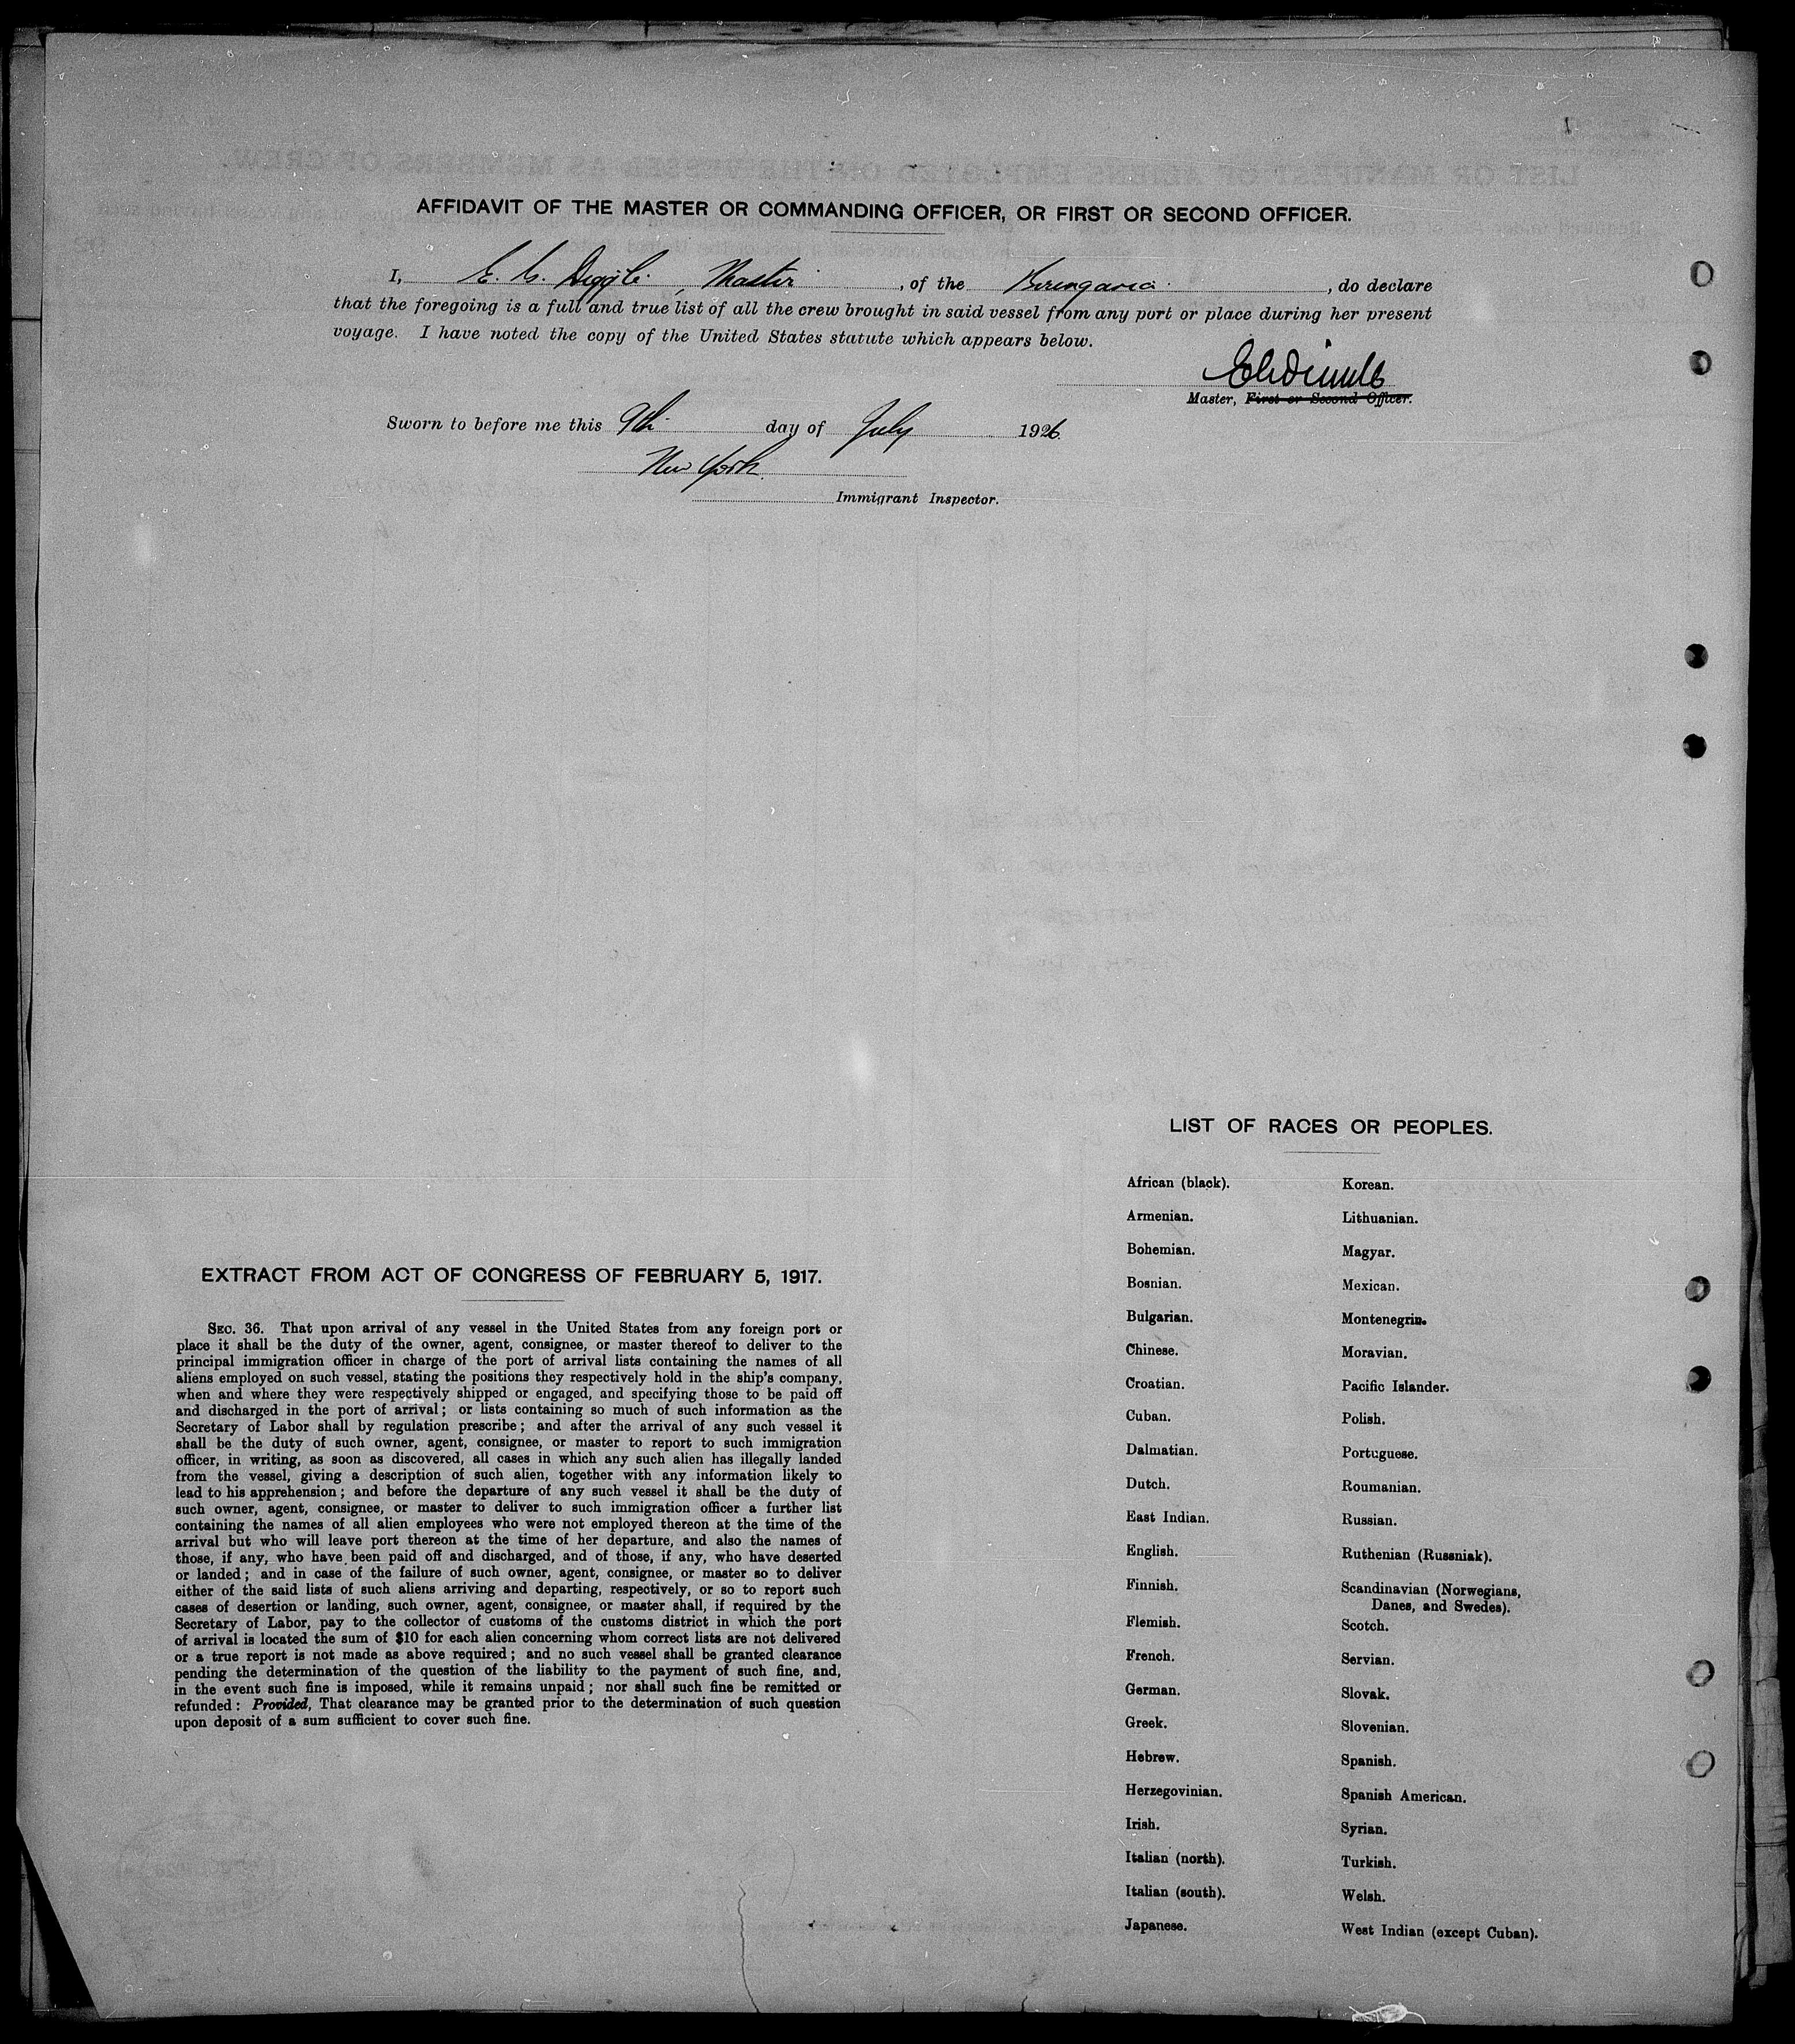 AFFIDAVIT OF THE MASTER OR COMMANDING OFFICER, OR FIRST OR SECOND OFFICER.
I, E. G. Diggle, Master, of the Berengaria, do declare
that the foregoing is a full and true list of all the crew brought in said vessel from any port or place during her present
voyage. I have noted the copy of the United States statute which appears below.
Master, First or Second Officer.
Sworn to before me this 9th day of July 1926.
New York.
Immigrant Inspector.
EXTRACT FROM ACT OF CONGRESS OF FEBRUARY 5, 1917.
SEC. 36. That upon arrival of any vessel in the United States from any foreign port or
place it shall be the duty of the owner, agent, consignee, or master thereof to deliver to the
principal immigration officer in charge of the port of arrival lists containing the names of all
aliens employed on such vessel, stating the positions they respectively hold in the ship's company,
when and where they were respectively shipped or engaged, and specifying those to be paid off
and discharged in the port of arrival; or lists containing so much of such information as the
Secretary of Labor shall by regulation prescribe; and after the arrival of any such vessel it
shall be the duty of such owner, agent, consignee, or master to report to such immigration
officer, in writing, as soon as discovered, all cases in which any such alien has illegally landed
from the vessel, giving a description of such alien, together with any information likely to
lead to his apprehension; and before the departure of any such vessel it shall be the duty of
such owner, agent, consignee, or master to deliver to such immigration officer a further list
containing the names of all alien employees who were not employed thereon at the time of the
arrival but who will leave port thereon at the time of her departure, and also the names of
those, if any, who have been paid off and discharged, and of those, if any, who have deserted
or landed; and in case of the failure of such owner, agent, consignee, or master so to deliver
either of the said lists of such aliens arriving and departing, respectively, or so to report such
cases of desertion or landing, such owner, agent, consignee, or master shall, if required by the
Secretary of Labor, pay to the collector of customs of the customs district in which the port
of arrival is located the sum of $10 for each alien concerning whom correct lists are not delivered
or a true report is not made as above required; and no such vessel shall be granted clearance
pending the determination of the question of the liability to the payment of such fine, and,
in the event such fine is imposed, while it remains unpaid; nor shall such fine be remitted or
refunded: Provided, That clearance may be granted prior to the determination of such question
upon deposit of a sum sufficient to cover such fine.
LIST OF RACES OR PEOPLES.
African (black).
Armenian.
Bohemian.
Bosnian.
Bulgarian.
Chinese.
Croatian.
Cuban.
Dalmatian.
Dutch.
East Indian.
English.
Finnish.
Flemish.
French.
German.
Greek.
Hebrew.
Herzegovinian.
Irish.
Italian (north).
Italian (south).
Japanese.
Korean.
Lithuanian.
Magyar.
Mexican.
Montenegrin.
Moravian.
Pacific Islander.
Polish.
Portuguese.
Roumanian.
Russian.
Ruthenian (Russniak).
Scandinavian (Norwegians,
Danes, and Swedes).
Scotch.
Servian.
Slovak.
Slovenian.
Spanish.
Spanish American.
Syrian.
Turkish.
Welsh.
West Indian (except Cuban).